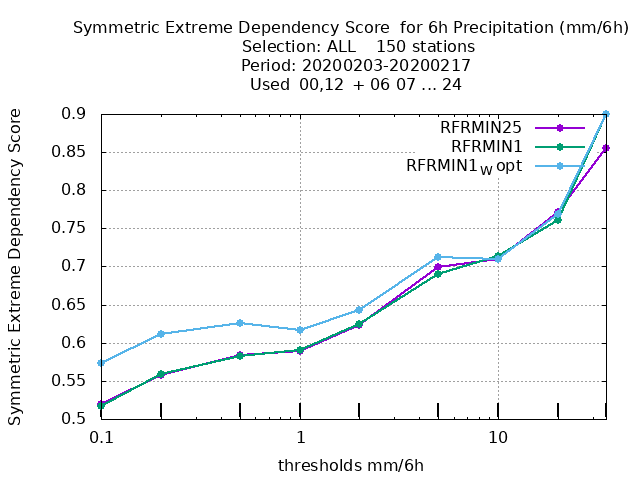 Symmetric Extreme Dependency Score for 6h Precipitation (mm/6h)
Selection: ALL 150 stations
Period: 20200203-20200217
Used 00,12 + 06 07 ... 24
Symmetric Extreme Dependency Score
0.9
0.85
0.8
0.75
0.7
0.65
0.6
0.55
0.5
RFRMIN25
RFRMIN1
RFRMIN1W opt
0.1 1 10
thresholds mm/6h